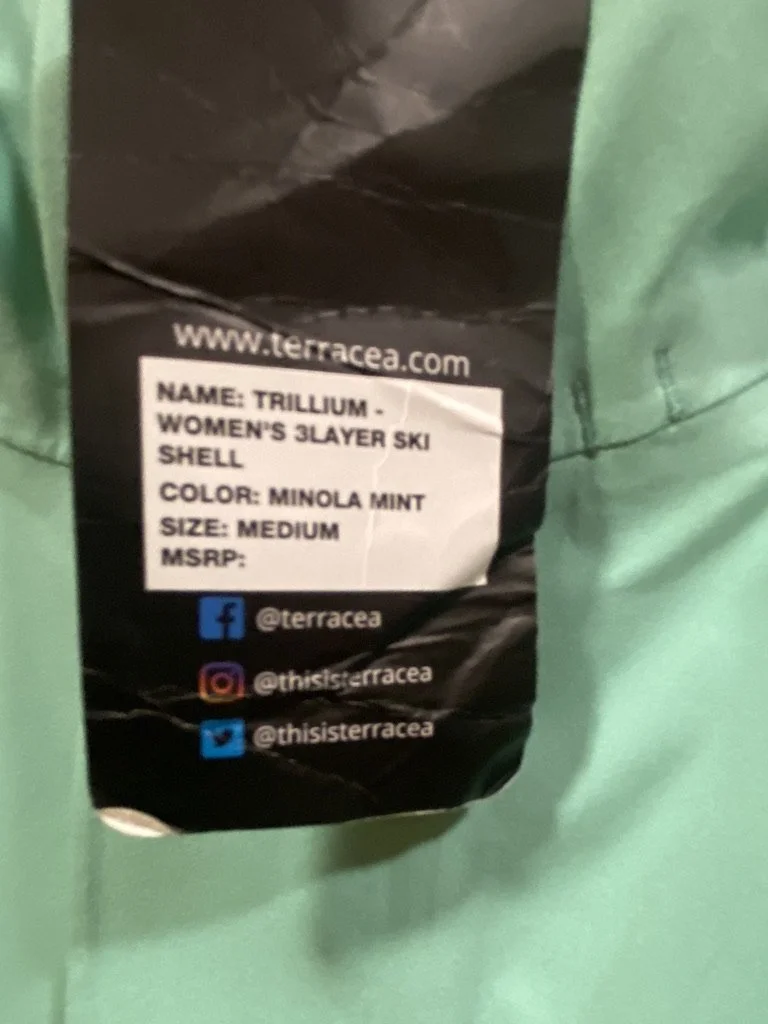 www.terracea.com
NAME: TRILLIUM -
WOMEN'S 3LAYER SKI
SHELL
COLOR: MINOLA MINT
SIZE: MEDIUM
MSRP:
@terracea
@thisisterracea
@thisisterracea